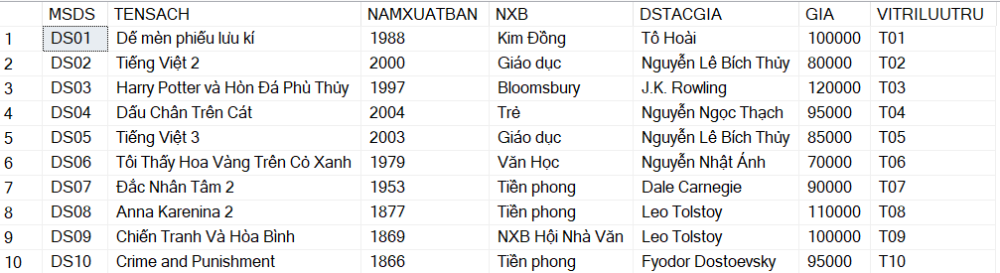 MSDS TENSACH NAMXUATBAN NXB DSTACGIA GIA VITRILUUTRU
1 DS01 Dế mèn phiếu lưu kí 1988 Kim Đồng Tô Hoài 100000 T01
2 DS02 Tiếng Việt 2 2000 Giáo dục Nguyễn Lê Bích Thủy 80000 T02
3 DS03 Harry Potter và Hòn Đá Phù Thủy 1997 Bloomsbury J.K. Rowling 120000 T03
4 DS04 Dấu Chân Trên Cát 2004 Trẻ Nguyễn Ngọc Thạch 95000 T04
5 DS05 Tiếng Việt 3 2003 Giáo dục Nguyễn Lê Bích Thủy 85000 T05
6 DS06 Tôi Thấy Hoa Vàng Trên Cỏ Xanh 1979 Văn Học Nguyễn Nhật Ánh 70000 T06
7 DS07 Đắc Nhân Tâm 2 1953 Tiền phong Dale Carnegie 90000 T07
8 DS08 Anna Karenina 2 1877 Tiền phong Leo Tolstoy 110000 T08
9 DS09 Chiến Tranh Và Hòa Bình 1869 NXB Hội Nhà Văn Leo Tolstoy 100000 T09
10 DS10 Crime and Punishment 1866 Tiền phong Fyodor Dostoevsky 95000 T10